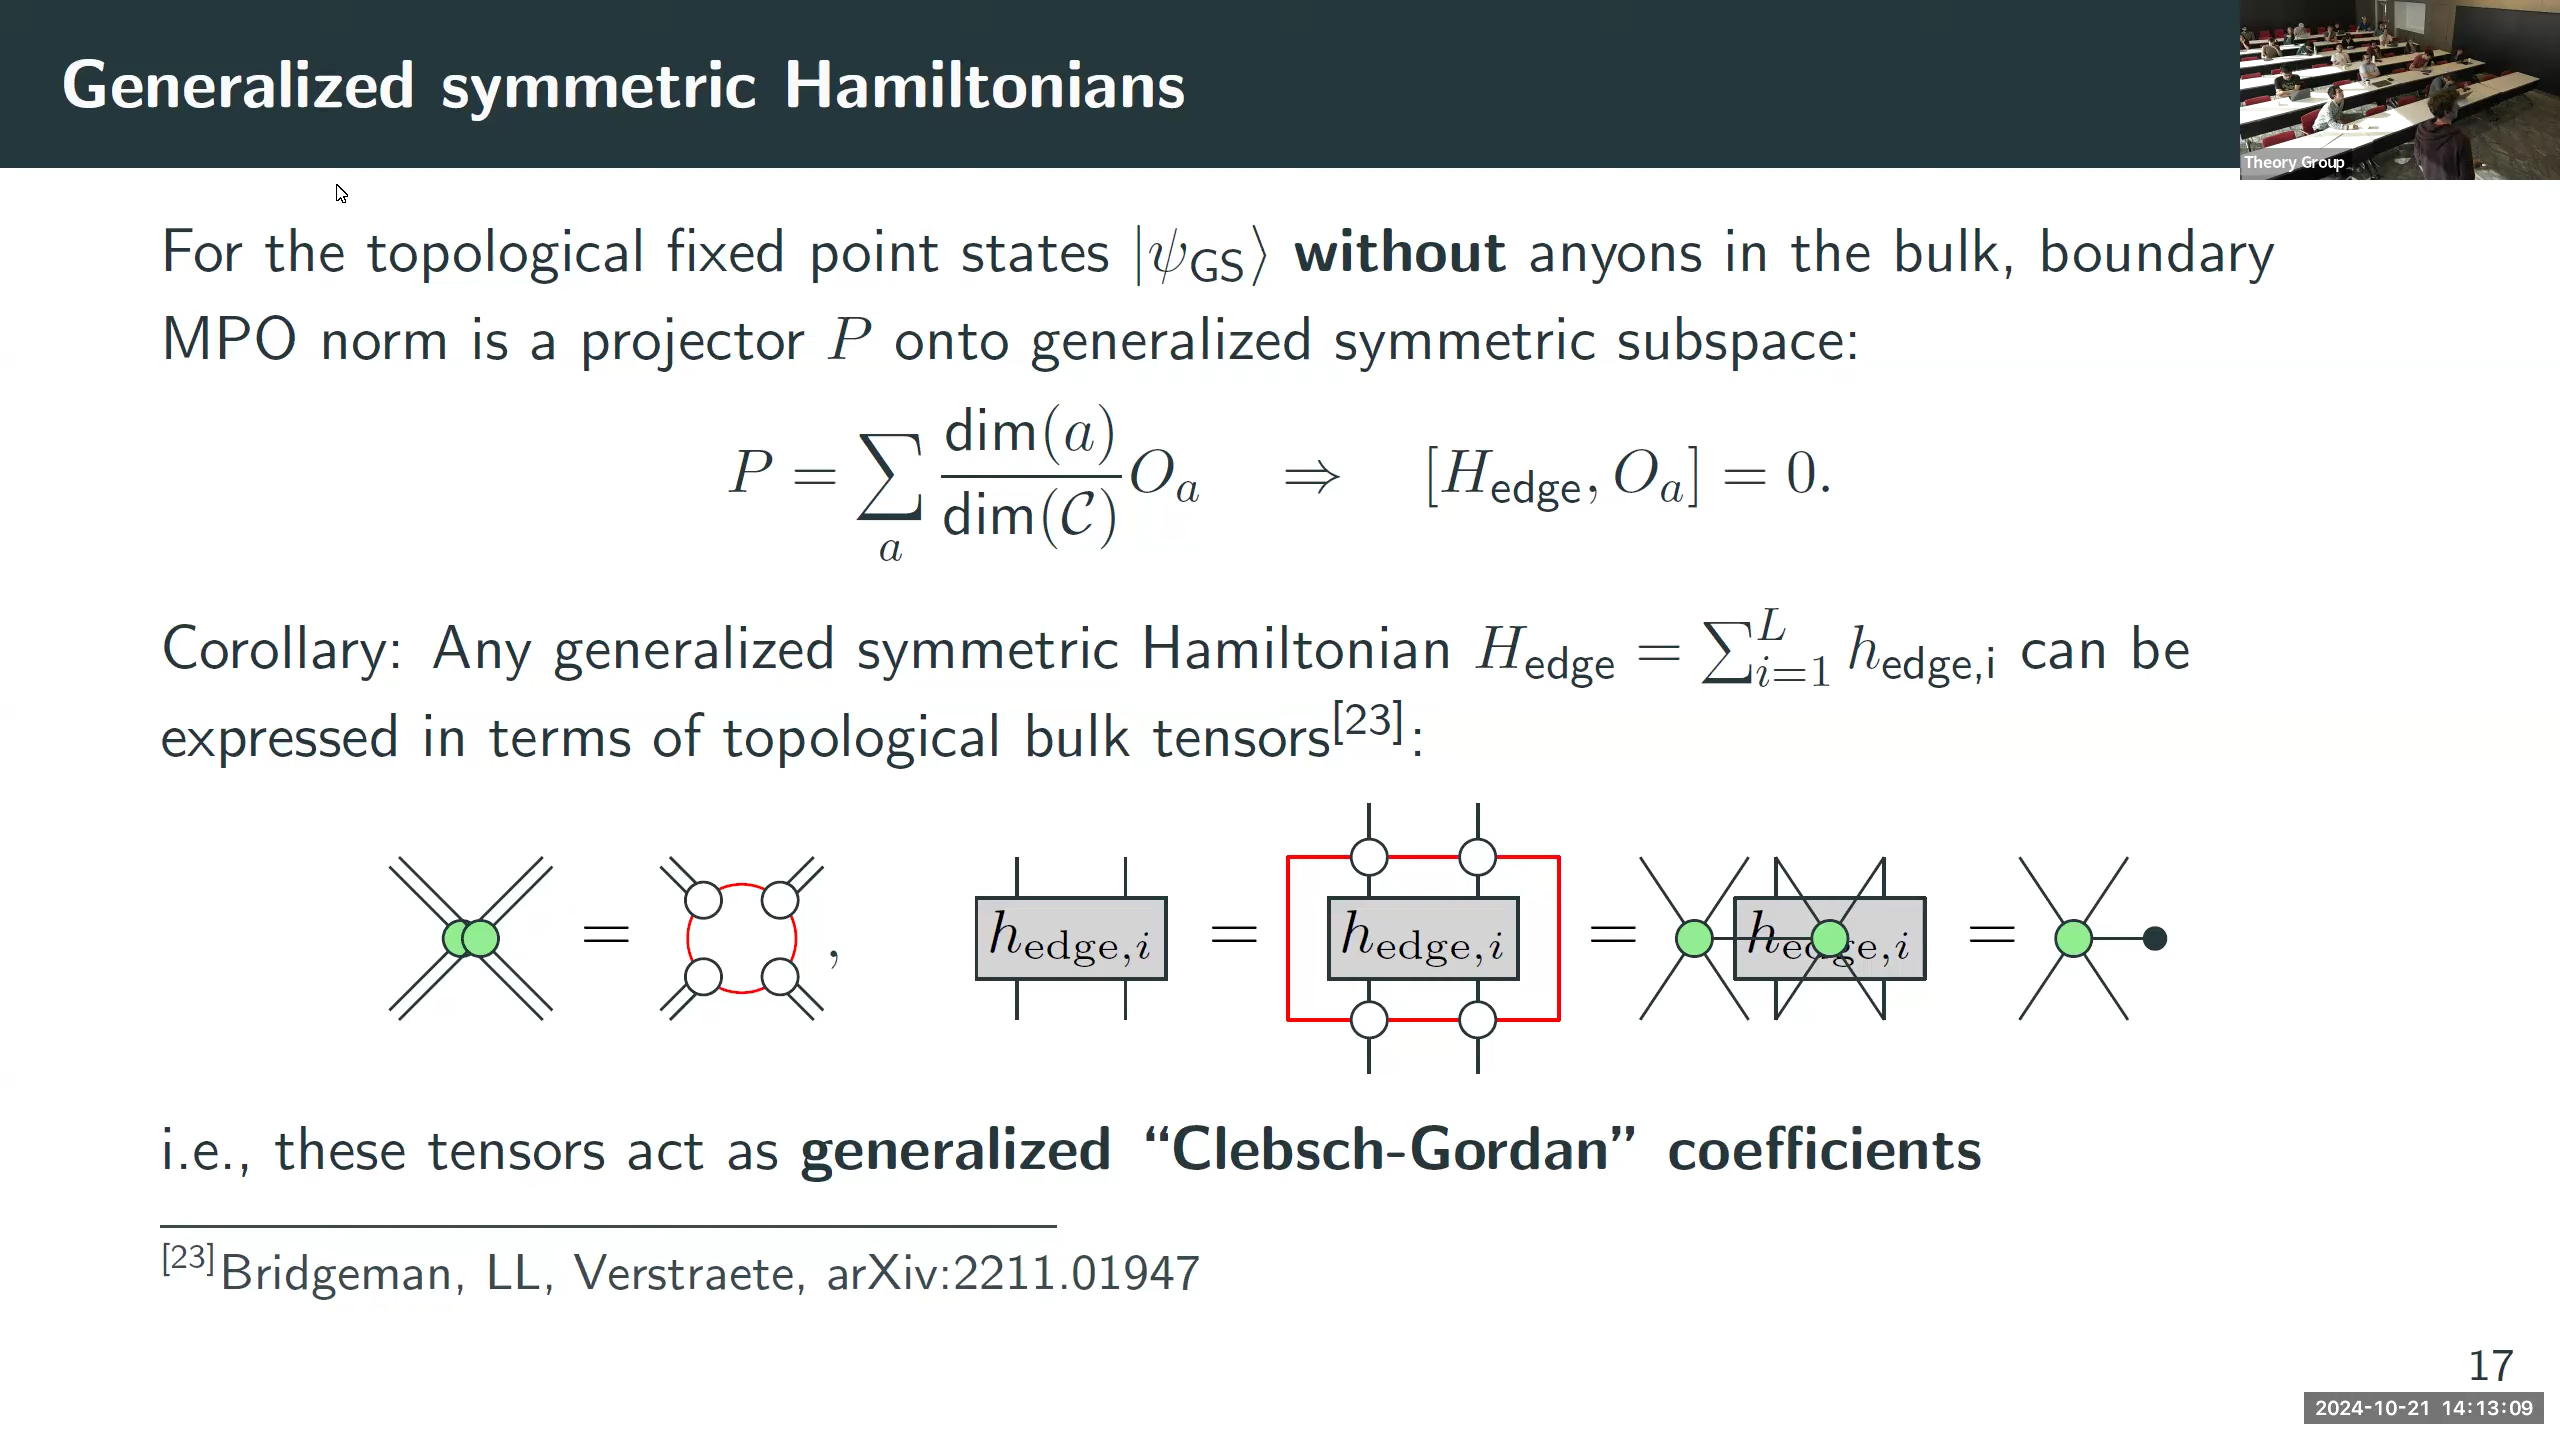 Generalized symmetric Hamiltonians
Theory Group
For the topological fixed point states |ψ_GS⟩ without anyons in the bulk, boundary
MPO norm is a projector P onto generalized symmetric subspace:
P = ∑_a dim(a)/dim(𝒞) O_a ⇒ [H_edge, O_a] = 0.
Corollary: Any generalized symmetric Hamiltonian H_edge = ∑_{i=1}^{L} h_edge,i can be
expressed in terms of topological bulk tensors[23]:
= , h_edge,i = h_edge,i = h_edge,i =
i.e., these tensors act as generalized “Clebsch-Gordan” coefficients
[23]Bridgeman, LL, Verstraete, arXiv:2211.01947
17
2024-10-21 14:13:09